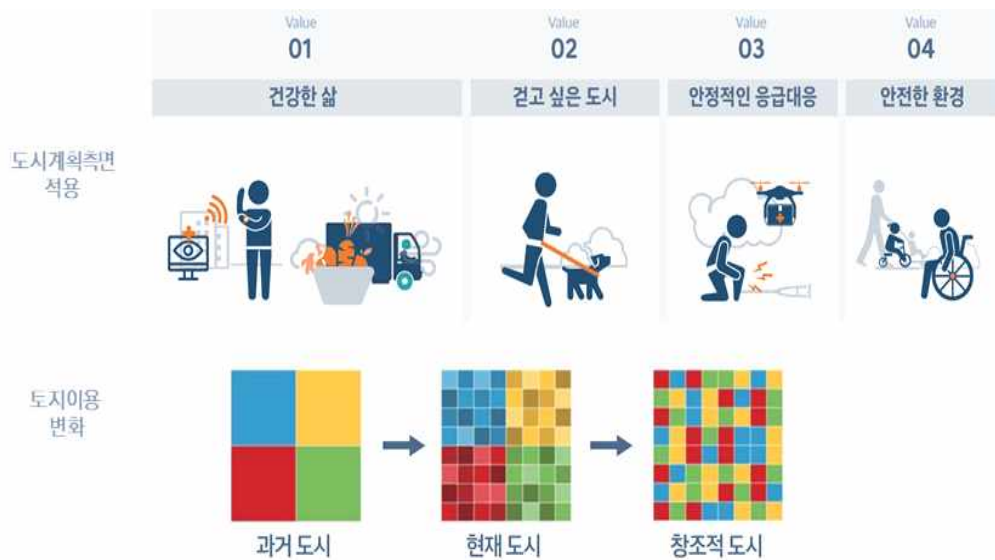 Value Value Value Value
01 02 03 04
건강한 삶 걷고 싶은 도시 안정적인 응급대응 안전한 환경
도시계획측면
적용
토지이용
변화
과거 도시 현재 도시 창조적 도시